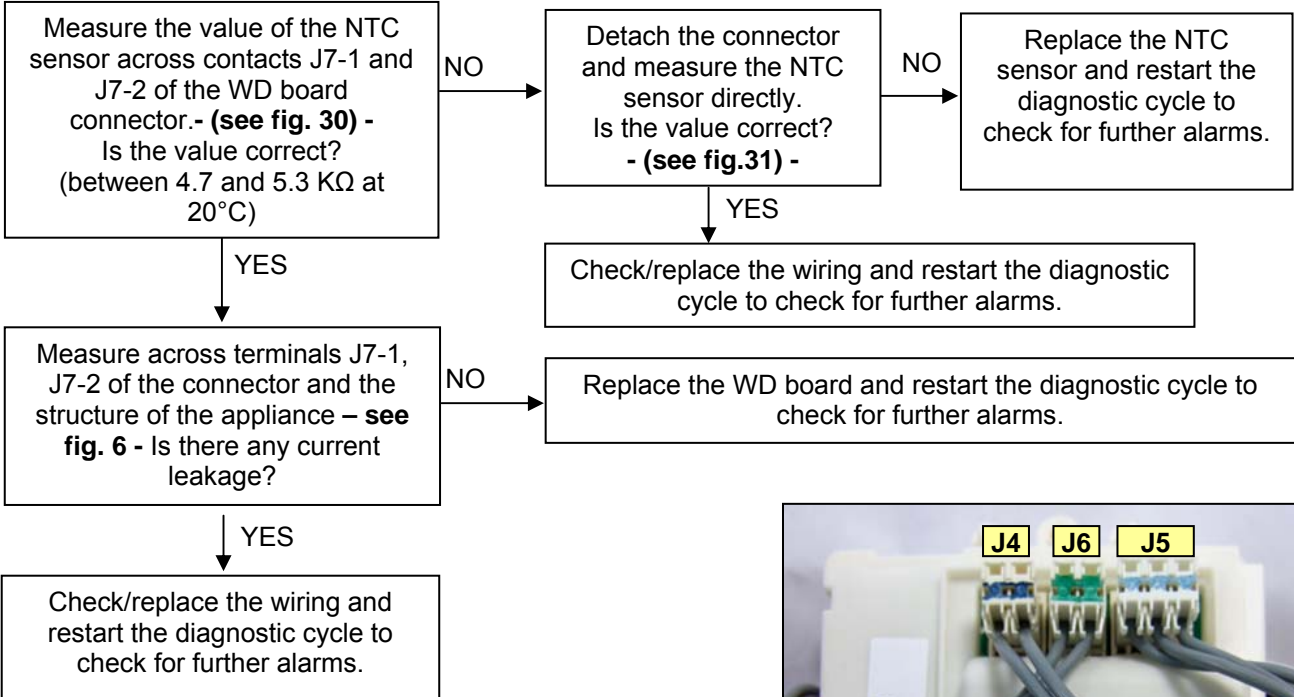 Measure the value of the NTC
sensor across contacts J7-1 and
J7-2 of the WD board
connector.- (see fig. 30) -
Is the value correct?
(between 4.7 and 5.3 KΩ at
20°C)
NO
Detach the connector
and measure the NTC
sensor directly.
Is the value correct?
- (see fig.31) -
NO
Replace the NTC
sensor and restart the
diagnostic cycle to
check for further alarms.
YES
YES
Check/replace the wiring and restart the diagnostic
cycle to check for further alarms.
Measure across terminals J7-1,
J7-2 of the connector and the
structure of the appliance – see
fig. 6 - Is there any current
leakage?
NO
Replace the WD board and restart the diagnostic cycle to
check for further alarms.
YES
Check/replace the wiring and
restart the diagnostic cycle to
check for further alarms.
J4
J6
J5